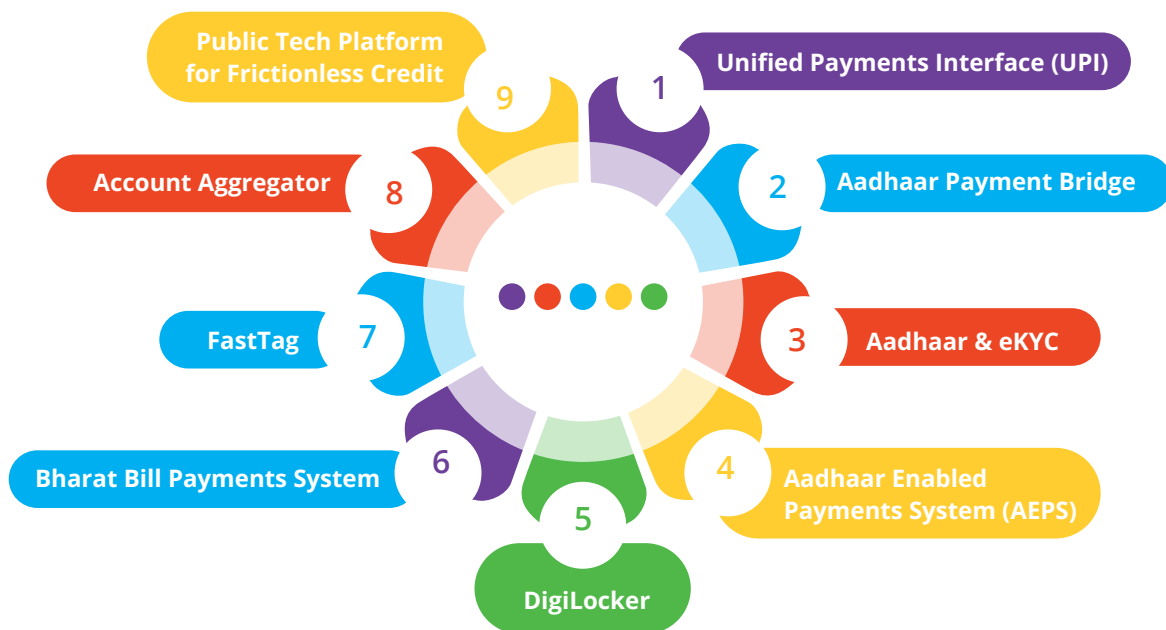 1
Unified Payments Interface (UPI)
2
Aadhaar Payment Bridge
3
Aadhaar & eKYC
4
Aadhaar Enabled
Payments System (AEPS)
5
DigiLocker
6
Bharat Bill Payments System
7
FastTag
8
Account Aggregator
9
Public Tech Platform
for Frictionless Credit